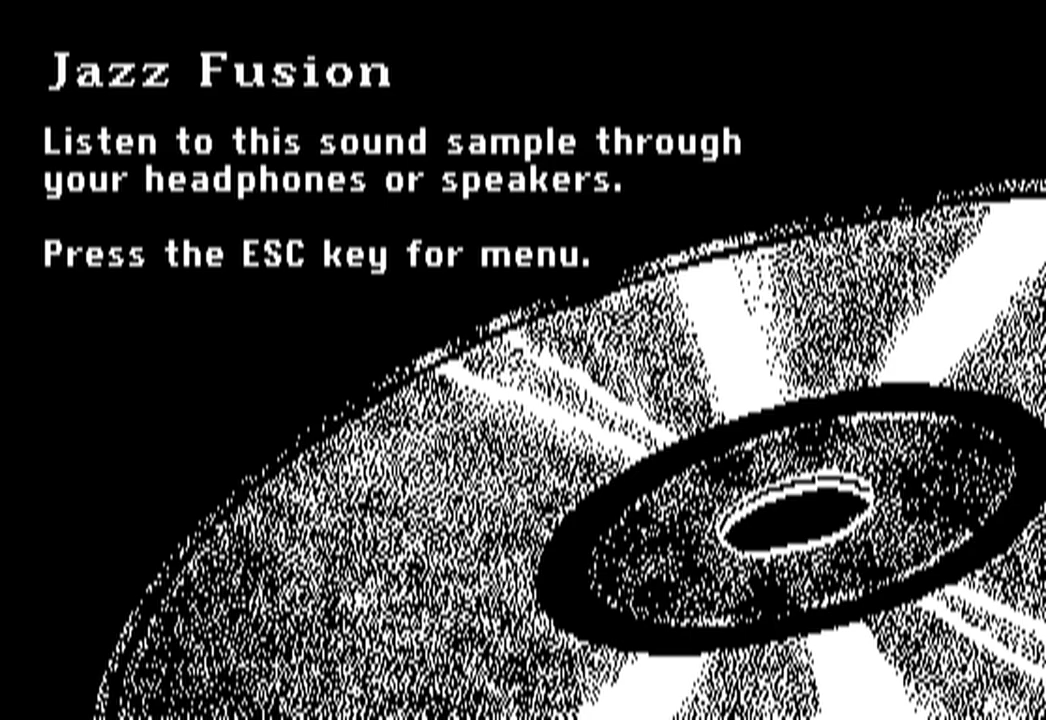 Jazz Fusion
Listen to this sound sample through
your headphones or speakers.
Press the ESC key for menu.